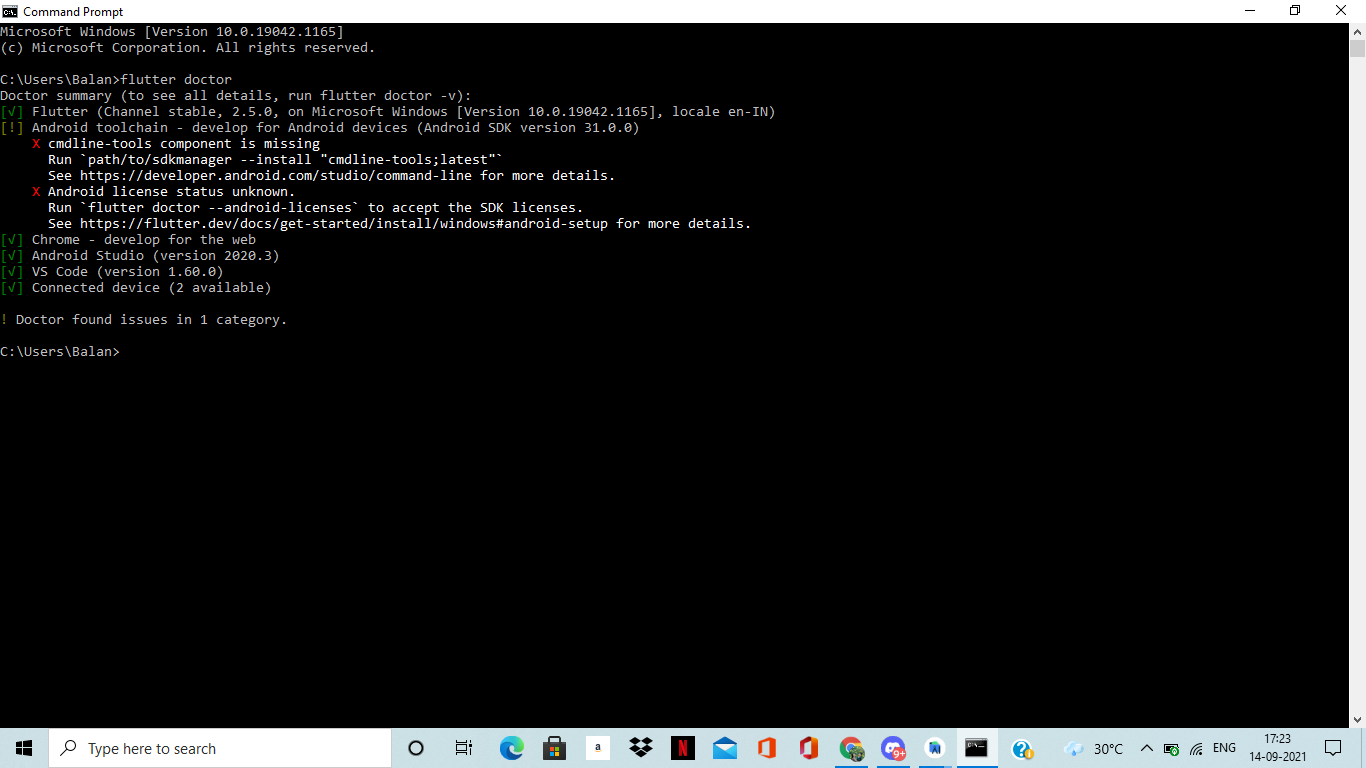 Command Prompt
Microsoft Windows [Version 10.0.19042.1165]
(c) Microsoft Corporation. All rights reserved.
C:\Users\Balan>flutter doctor
Doctor summary (to see all details, run flutter doctor -v):
[√] Flutter (Channel stable, 2.5.0, on Microsoft Windows [Version 10.0.19042.1165], locale en-IN)
[!] Android toolchain - develop for Android devices (Android SDK version 31.0.0)
X cmdline-tools component is missing
Run `path/to/sdkmanager --install "cmdline-tools;latest"`
See https://developer.android.com/studio/command-line for more details.
X Android license status unknown.
Run `flutter doctor --android-licenses` to accept the SDK licenses.
See https://flutter.dev/docs/get-started/install/windows#android-setup for more details.
[√] Chrome - develop for the web
[√] Android Studio (version 2020.3)
[√] VS Code (version 1.60.0)
[√] Connected device (2 available)
! Doctor found issues in 1 category.
C:\Users\Balan>
Type here to search
a
N
9+
C:\.
30°C
ENG
17:23
14-09-2021